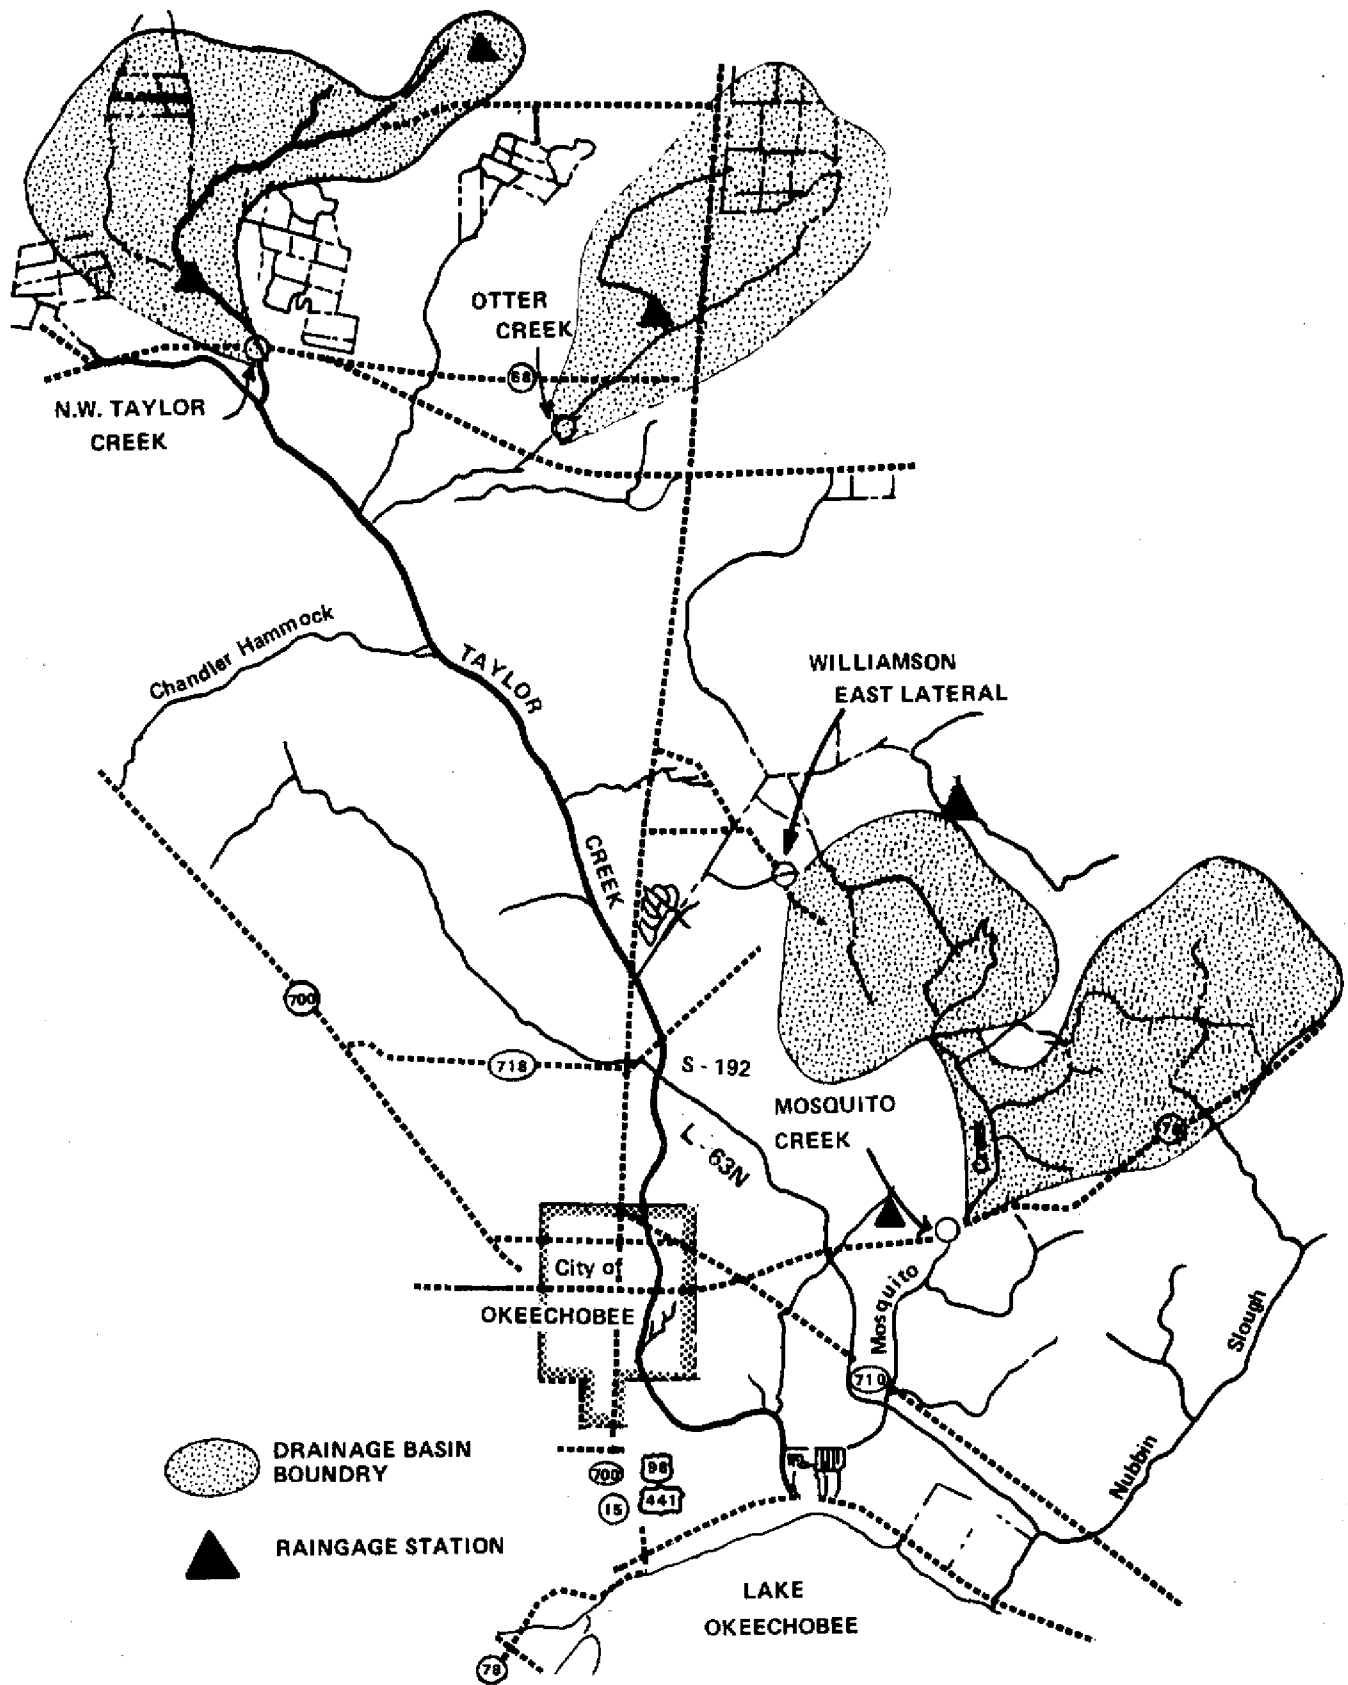 OTTER
CREEK
68
N.W. TAYLOR
CREEK
Chandler Hammock
TAYLOR
WILLIAMSON
EAST LATERAL
CREEK
700
718
S - 192
MOSQUITO
CREEK
L - 63N
Creek
City of
OKEECHOBEE
Mosquito
710
Slough
Nubbin
DRAINAGE BASIN
BOUNDRY
700
98
15
441
RAINGAGE STATION
LAKE
OKEECHOBEE
78